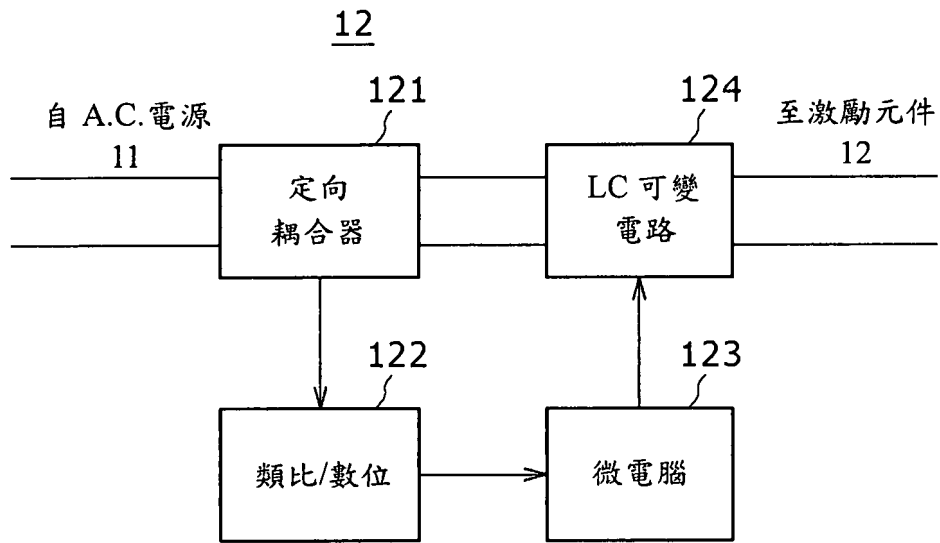 12
121
124
自 A.C.電源
11
至激勵元件
12
定向
耦合器
LC 可變
電路
122
123
類比/數位
微電腦